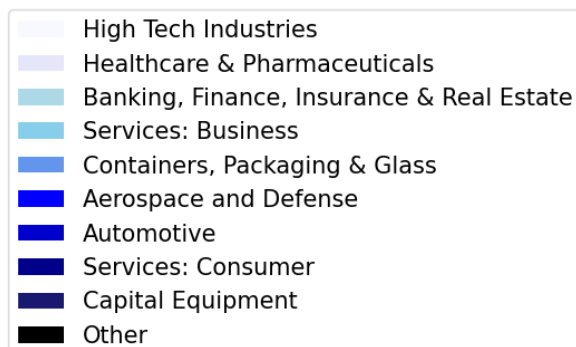 High Tech Industries
Healthcare & Pharmaceuticals
Banking, Finance, Insurance & Real Estate
Services: Business
Containers, Packaging & Glass
Aerospace and Defense
Automotive
Services: Consumer
Capital Equipment
Other